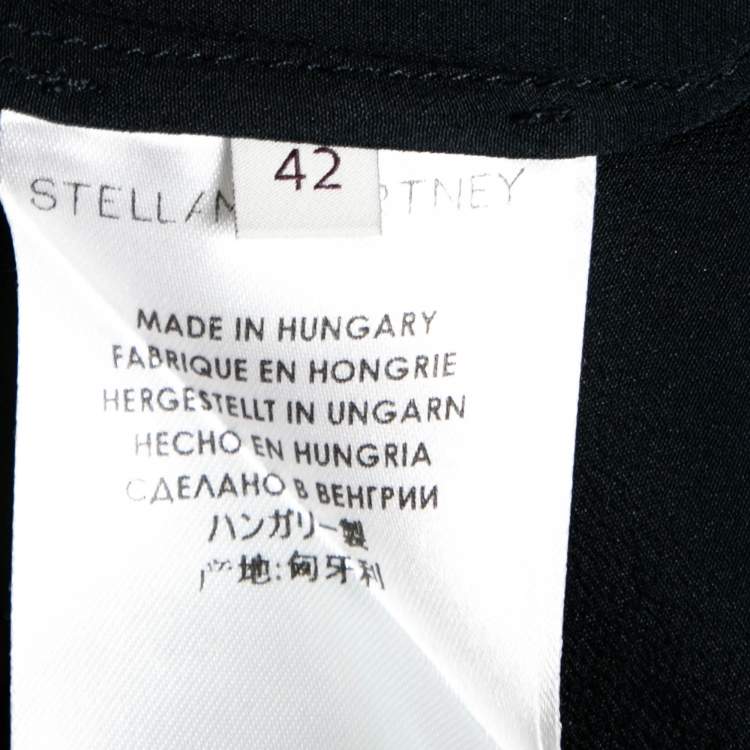 42
STELLA TNEY
MADE IN HUNGARY
FABRIQUE EN HONGRIE
HERGESTELLT IN UNGARN
HECHO EN HUNGRIA
СДЕЛАНО В ВЕНГРИИ
ハンガリー製
产地:匈牙利